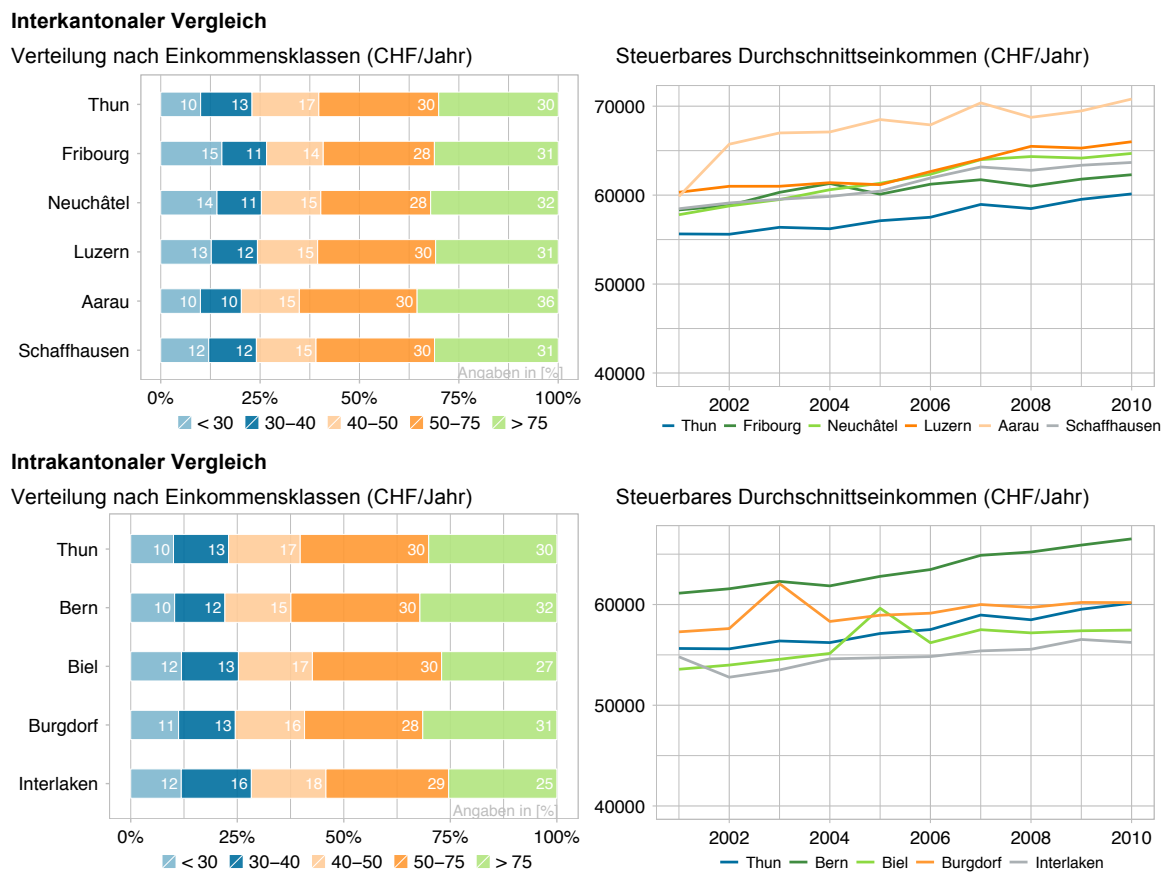 Interkantonaler Vergleich
Verteilung nach Einkommensklassen (CHF/Jahr)
Thun 10 13 17 30 30
Fribourg 15 11 14 28 31
Neuchâtel 14 11 15 28 32
Luzern 13 12 15 30 31
Aarau 10 10 15 30 36
Schaffhausen 12 12 15 30 31
Angaben in [%]
0% 25% 50% 75% 100%
< 30 30–40 40–50 50–75 > 75
Steuerbares Durchschnittseinkommen (CHF/Jahr)
70000
60000
50000
40000
2002 2004 2006 2008 2010
Thun Fribourg Neuchâtel Luzern Aarau Schaffhausen
Intrakantonaler Vergleich
Verteilung nach Einkommensklassen (CHF/Jahr)
Thun 10 13 17 30 30
Bern 10 12 15 30 32
Biel 12 13 17 30 27
Burgdorf 11 13 16 28 31
Interlaken 12 16 18 29 25
Angaben in [%]
0% 25% 50% 75% 100%
< 30 30–40 40–50 50–75 > 75
Steuerbares Durchschnittseinkommen (CHF/Jahr)
60000
50000
40000
2002 2004 2006 2008 2010
Thun Bern Biel Burgdorf Interlaken